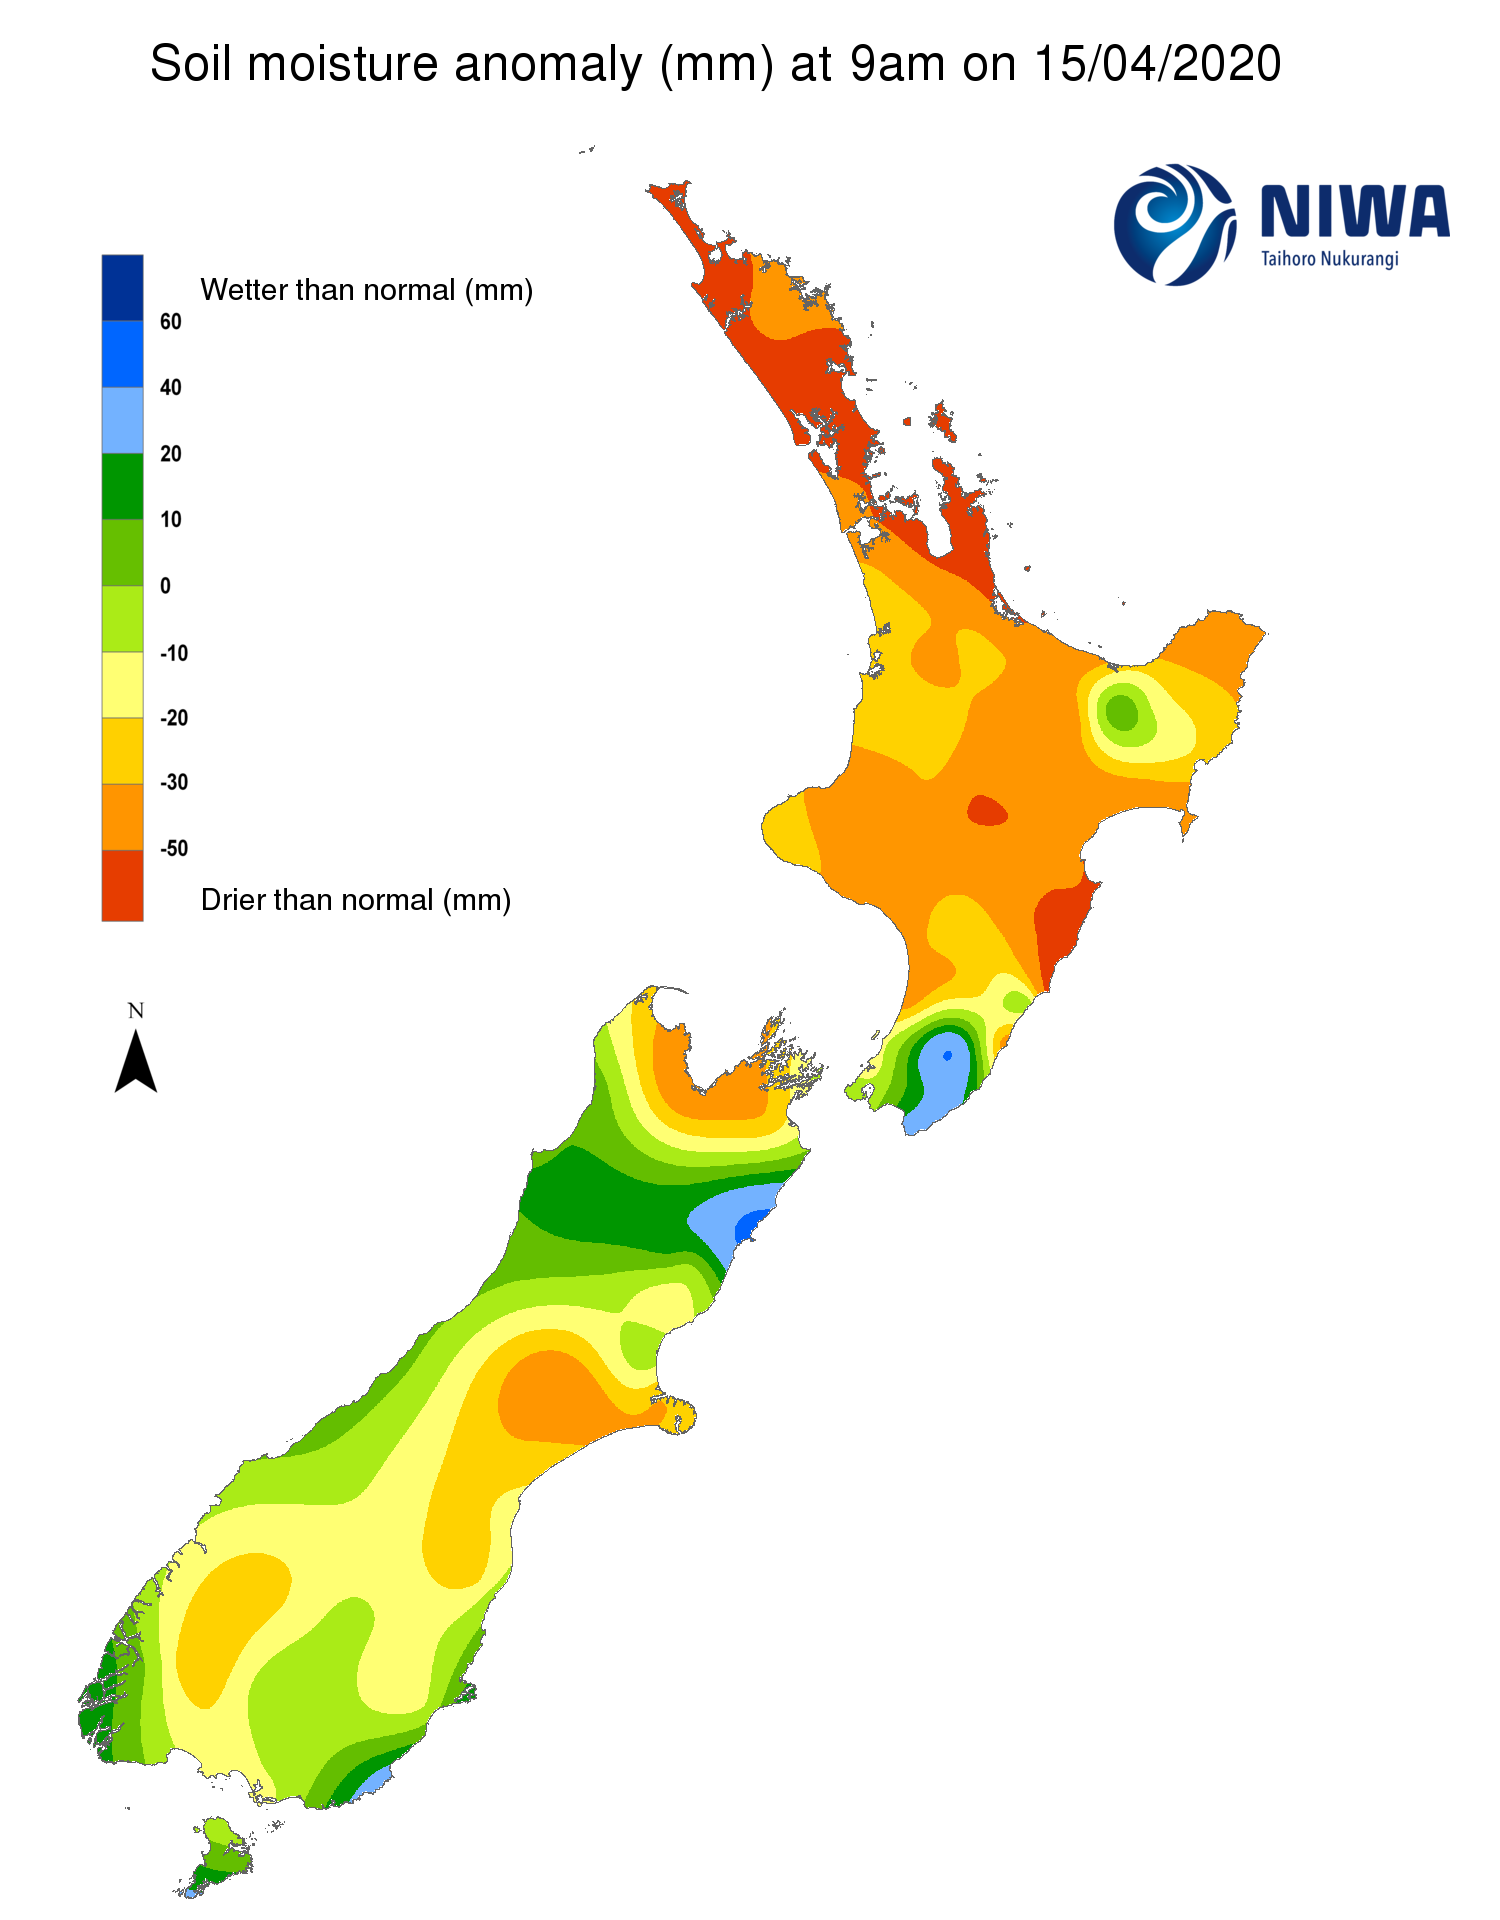 Soil moisture anomaly (mm) at 9am on 15/04/2020
NIWA
Taihoro Nukurangi
Wetter than normal (mm)
60
40
20
10
0
-10
-20
-30
-50
Drier than normal (mm)
N